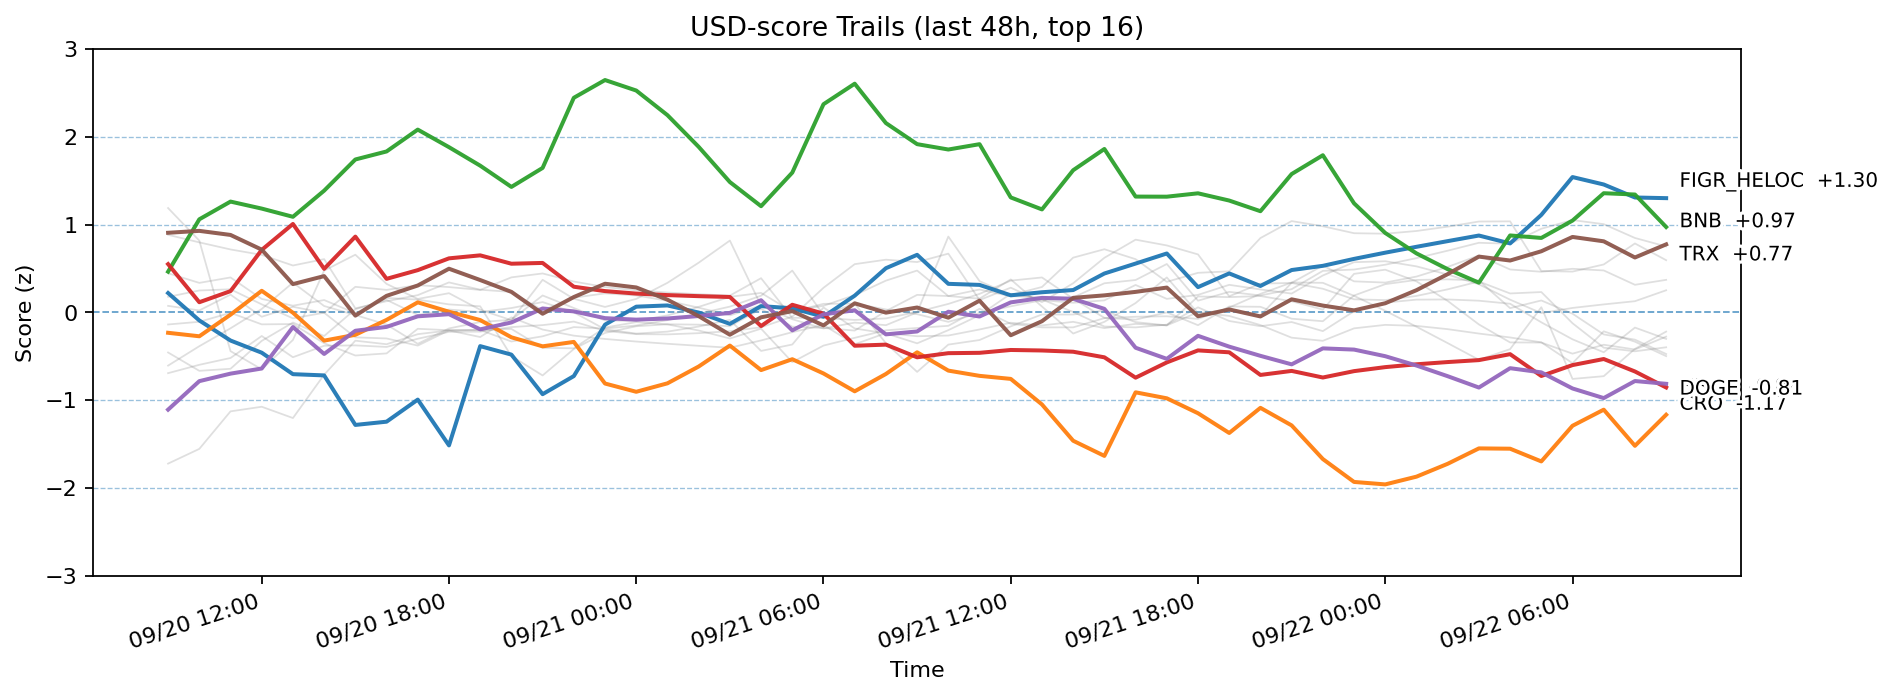 USD-score Trails (last 48h, top 16)
Score (z)
3
2
1
0
−1
−2
−3
FIGR_HELOC +1.30
BNB +0.97
TRX +0.77
DOGE -0.81
CRO -1.17
09/20 12:00
09/20 18:00
09/21 00:00
09/21 06:00
09/21 12:00
09/21 18:00
09/22 00:00
09/22 06:00
Time